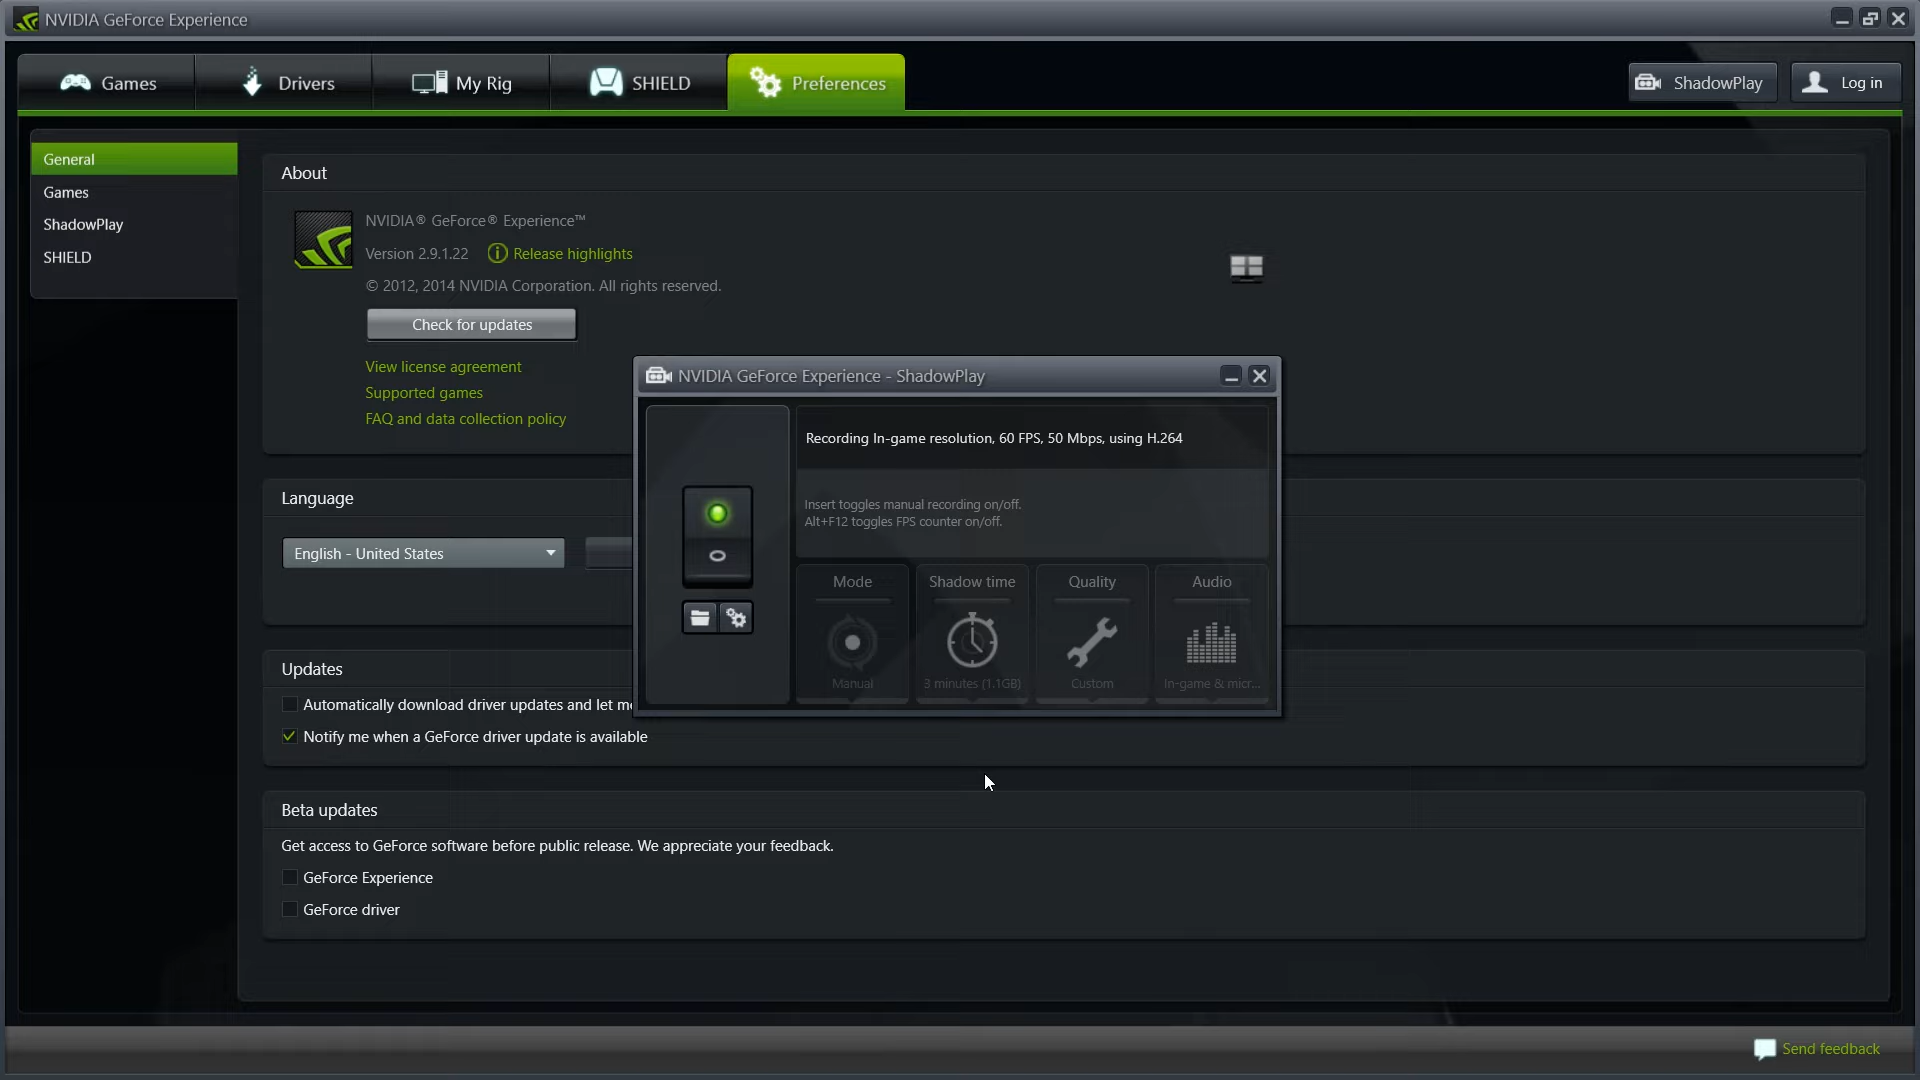 NVIDIA GeForce Experience
Games
Drivers
My Rig
SHIELD
Preferences
ShadowPlay
Log in
General
Games
ShadowPlay
SHIELD
About
NVIDIA® GeForce® Experience™
Version 2.9.1.22
Release highlights
© 2012, 2014 NVIDIA Corporation. All rights reserved.
Check for updates
View license agreement
Supported games
FAQ and data collection policy
Language
English - United States
Updates
Automatically download driver updates and let me
Notify me when a GeForce driver update is available
Beta updates
Get access to GeForce software before public release. We appreciate your feedback.
GeForce Experience
GeForce driver
NVIDIA GeForce Experience - ShadowPlay
Recording In-game resolution, 60 FPS, 50 Mbps, using H.264
Insert toggles manual recording on/off.
Alt+F12 toggles FPS counter on/off.
Mode
Manual
Shadow time
3 minutes (1.1GB)
Quality
Custom
Audio
In-game & micr...
Send feedback